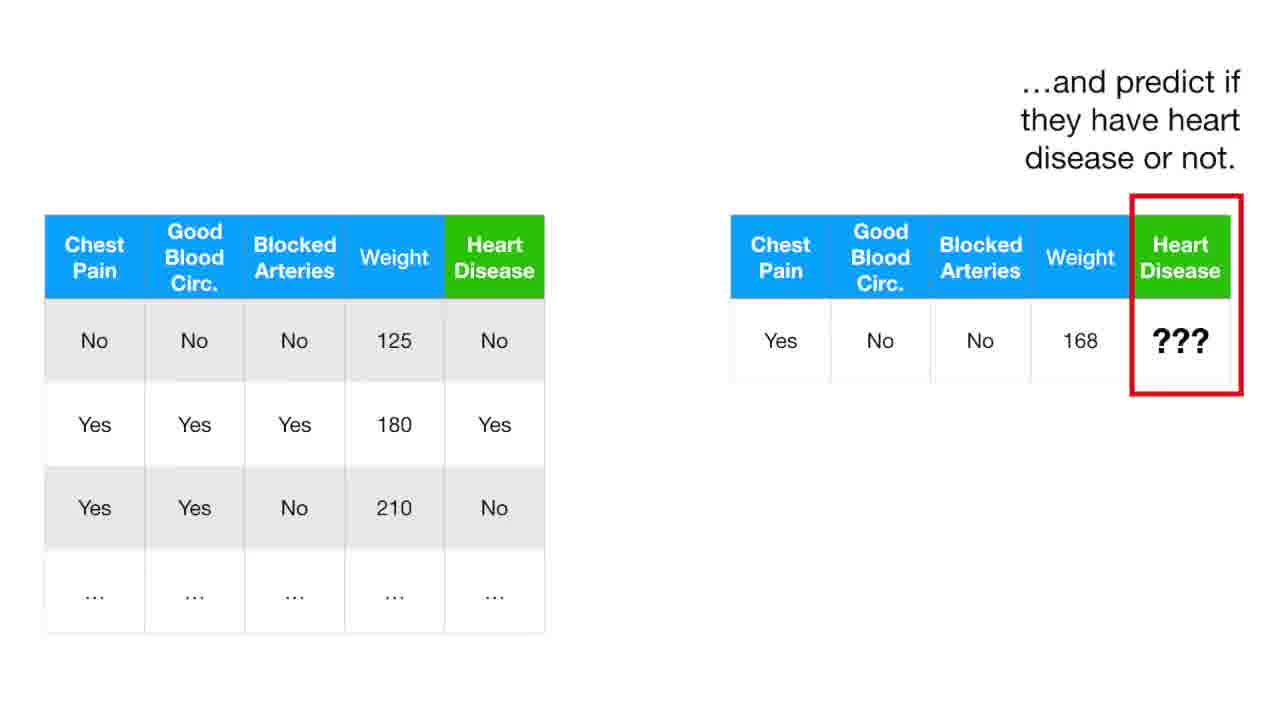 …and predict if
they have heart
disease or not.
Chest Pain Good Blood Circ. Blocked Arteries Weight Heart Disease
No No No 125 No
Yes Yes Yes 180 Yes
Yes Yes No 210 No
… … … … …
Chest Pain Good Blood Circ. Blocked Arteries Weight Heart Disease
Yes No No 168 ???